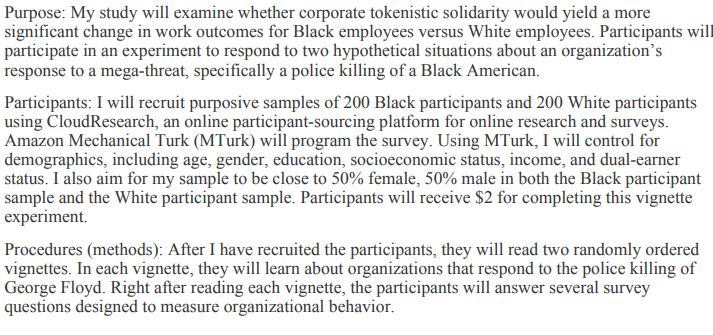 Purpose: My study will examine whether corporate tokenistic solidarity would yield a more
significant change in work outcomes for Black employees versus White employees. Participants will
participate in an experiment to respond to two hypothetical situations about an organization's
response to a mega-threat, specifically a police killing of a Black American.
Participants: I will recruit purposive samples of 200 Black participants and 200 White participants
using CloudResearch, an online participant-sourcing platform for online research and surveys.
Amazon Mechanical Turk (MTurk) will program the survey. Using MTurk, I will control for
demographics, including age, gender, education, socioeconomic status, income, and dual-earner
status. I also aim for my sample to be close to 50% female, 50% male in both the Black participant
sample and the White participant sample. Participants will receive $2 for completing this vignette
experiment.
Procedures (methods): After I have recruited the participants, they will read two randomly ordered
vignettes. In each vignette, they will learn about organizations that respond to the police killing of
George Floyd. Right after reading each vignette, the participants will answer several survey
questions designed to measure organizational behavior.